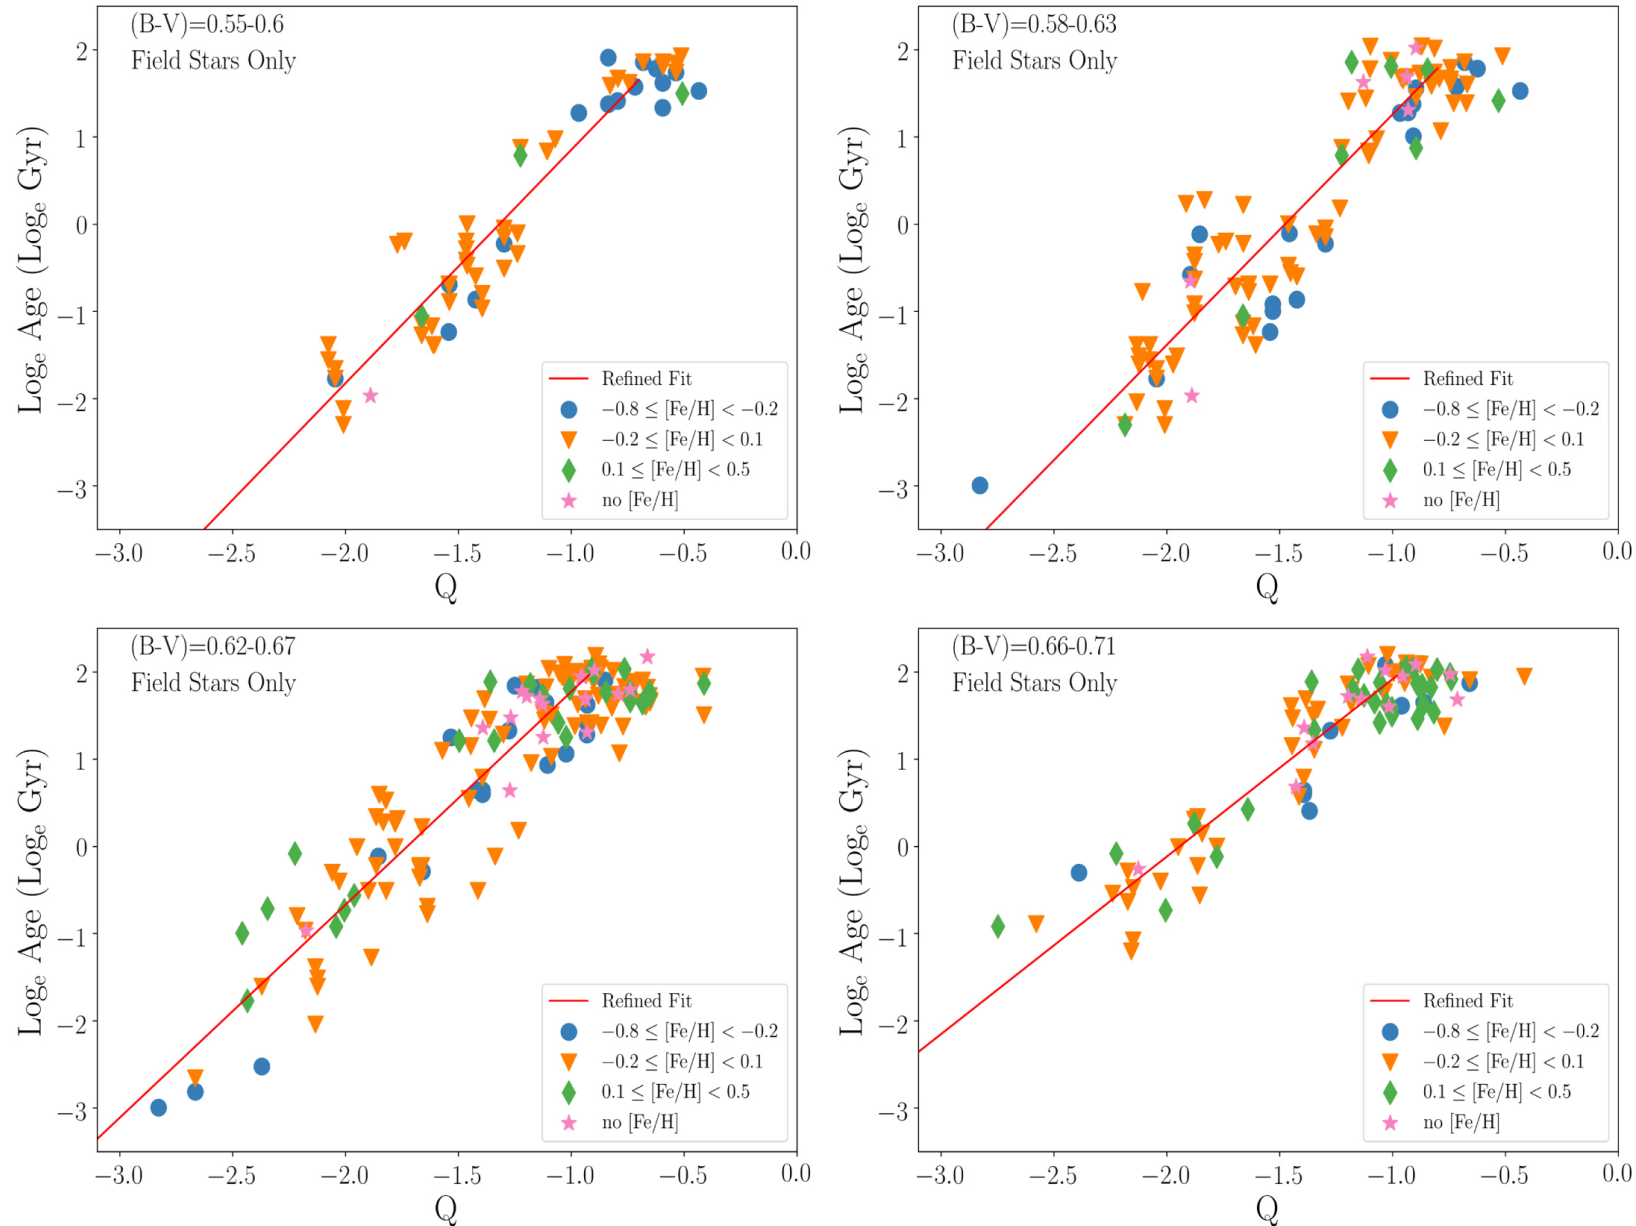 (B-V)=0.55-0.6
Field Stars Only
Log_e Age (Log_e Gyr)
2
1
0
−1
−2
−3
Refined Fit
−0.8 ≤ [Fe/H] < −0.2
−0.2 ≤ [Fe/H] < 0.1
0.1 ≤ [Fe/H] < 0.5
no [Fe/H]
−3.0 −2.5 −2.0 −1.5 −1.0 −0.5 0.0
Q
(B-V)=0.58-0.63
Field Stars Only
Log_e Age (Log_e Gyr)
2
1
0
−1
−2
−3
Refined Fit
−0.8 ≤ [Fe/H] < −0.2
−0.2 ≤ [Fe/H] < 0.1
0.1 ≤ [Fe/H] < 0.5
no [Fe/H]
−3.0 −2.5 −2.0 −1.5 −1.0 −0.5 0.0
Q
(B-V)=0.62-0.67
Field Stars Only
Log_e Age (Log_e Gyr)
2
1
0
−1
−2
−3
Refined Fit
−0.8 ≤ [Fe/H] < −0.2
−0.2 ≤ [Fe/H] < 0.1
0.1 ≤ [Fe/H] < 0.5
no [Fe/H]
−3.0 −2.5 −2.0 −1.5 −1.0 −0.5 0.0
Q
(B-V)=0.66-0.71
Field Stars Only
Log_e Age (Log_e Gyr)
2
1
0
−1
−2
−3
Refined Fit
−0.8 ≤ [Fe/H] < −0.2
−0.2 ≤ [Fe/H] < 0.1
0.1 ≤ [Fe/H] < 0.5
no [Fe/H]
−3.0 −2.5 −2.0 −1.5 −1.0 −0.5 0.0
Q